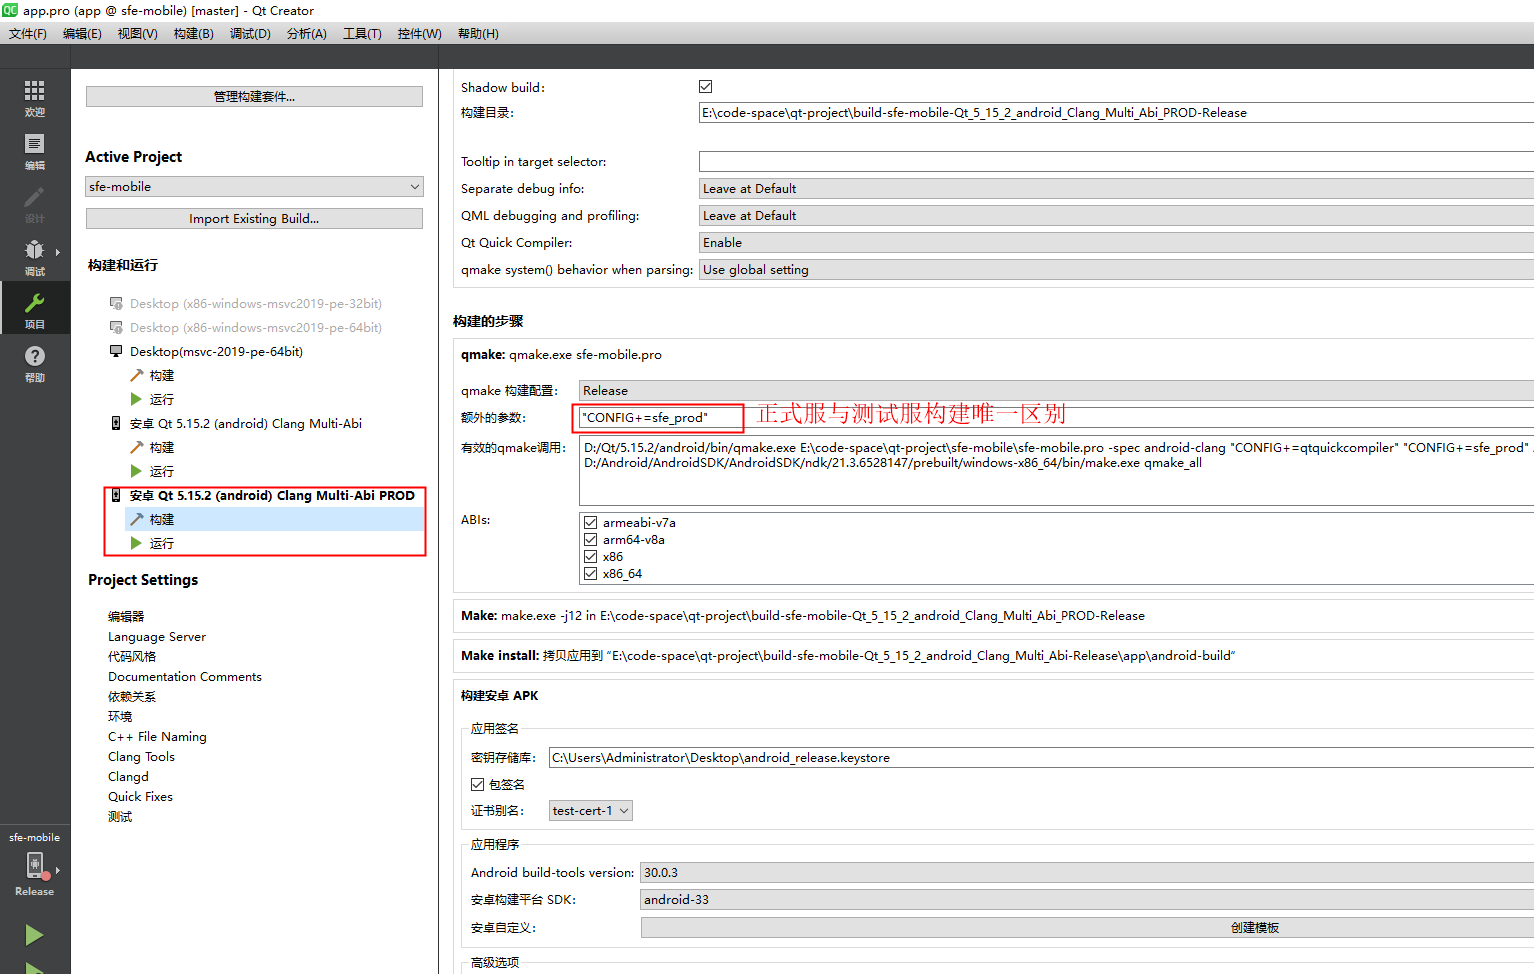 app.pro (app @ sfe-mobile) [master] - Qt Creator
文件(F) 编辑(E) 视图(V) 构建(B) 调试(D) 分析(A) 工具(T) 控件(W) 帮助(H)
欢迎
编辑
设计
调试
项目
帮助
sfe-mobile
Release
管理构建套件...
Active Project
sfe-mobile
Import Existing Build...
构建和运行
Desktop (x86-windows-msvc2019-pe-32bit)
Desktop (x86-windows-msvc2019-pe-64bit)
Desktop(msvc-2019-pe-64bit)
构建
运行
安卓 Qt 5.15.2 (android) Clang Multi-Abi
构建
运行
安卓 Qt 5.15.2 (android) Clang Multi-Abi PROD
构建
运行
Project Settings
编辑器
Language Server
代码风格
Documentation Comments
依赖关系
环境
C++ File Naming
Clang Tools
Clangd
Quick Fixes
测试
Shadow build:
构建目录: E:\code-space\qt-project\build-sfe-mobile-Qt_5_15_2_android_Clang_Multi_Abi_PROD-Release
Tooltip in target selector:
Separate debug info: Leave at Default
QML debugging and profiling: Leave at Default
Qt Quick Compiler: Enable
qmake system() behavior when parsing: Use global setting
构建的步骤
qmake: qmake.exe sfe-mobile.pro
qmake 构建配置: Release
额外的参数: "CONFIG+=sfe_prod" 正式服与测试服构建唯一区别
有效的qmake调用: D:/Qt/5.15.2/android/bin/qmake.exe E:\code-space\qt-project\sfe-mobile\sfe-mobile.pro -spec android-clang "CONFIG+=qtquickcompiler" "CONFIG+=sfe_prod"
D:/Android/AndroidSDK/AndroidSDK/ndk/21.3.6528147/prebuilt/windows-x86_64/bin/make.exe qmake_all
ABIs: armeabi-v7a
arm64-v8a
x86
x86_64
Make: make.exe -j12 in E:\code-space\qt-project\build-sfe-mobile-Qt_5_15_2_android_Clang_Multi_Abi_PROD-Release
Make install: 拷贝应用到 “E:\code-space\qt-project\build-sfe-mobile-Qt_5_15_2_android_Clang_Multi_Abi-Release\app\android-build”
构建安卓 APK
应用签名
密钥存储库: C:\Users\Administrator\Desktop\android_release.keystore
包签名
证书别名: test-cert-1
应用程序
Android build-tools version: 30.0.3
安卓构建平台 SDK: android-33
安卓自定义: 创建模板
高级选项